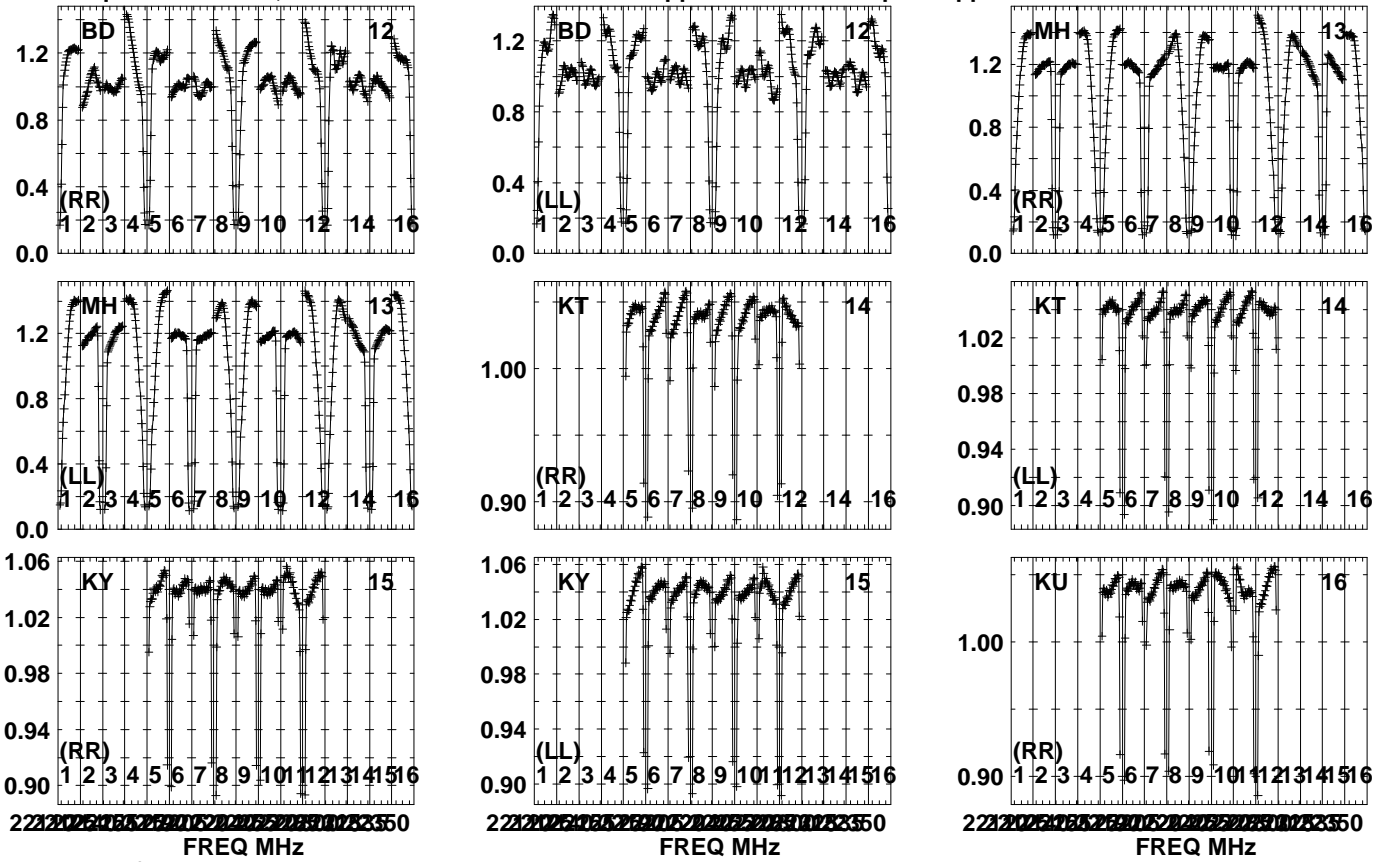 BD 12
1.2
0.8
0.4
0.0
(RR)
1 2 3 4 5 6 7 8 9 10 12 14 16
BD 12
1.2
0.8
0.4
0.0
(LL)
1 2 3 4 5 6 7 8 9 10 12 14 16
MH 13
1.2
0.8
0.4
0.0
(RR)
1 2 3 4 5 6 7 8 9 10 12 14 16
MH 13
1.2
0.8
0.4
0.0
(LL)
1 2 3 4 5 6 7 8 9 10 12 14 16
KT 14
1.00
0.90
(RR)
1 2 3 4 5 6 7 8 9 10 12 14 16
KT 14
1.02
0.98
0.94
0.90
(LL)
1 2 3 4 5 6 7 8 9 10 12 14 16
KY 15
1.06
1.02
0.98
0.94
0.90
(RR)
1 2 3 4 5 6 7 8 9 10 11 12 13 14 15 16
FREQ MHz
KY 15
1.06
1.02
0.98
0.94
0.90
(LL)
1 2 3 4 5 6 7 8 9 10 11 12 13 14 15 16
FREQ MHz
KU 16
1.00
0.90
(RR)
1 2 3 4 5 6 7 8 9 10 11 12 13 14 15 16
FREQ MHz